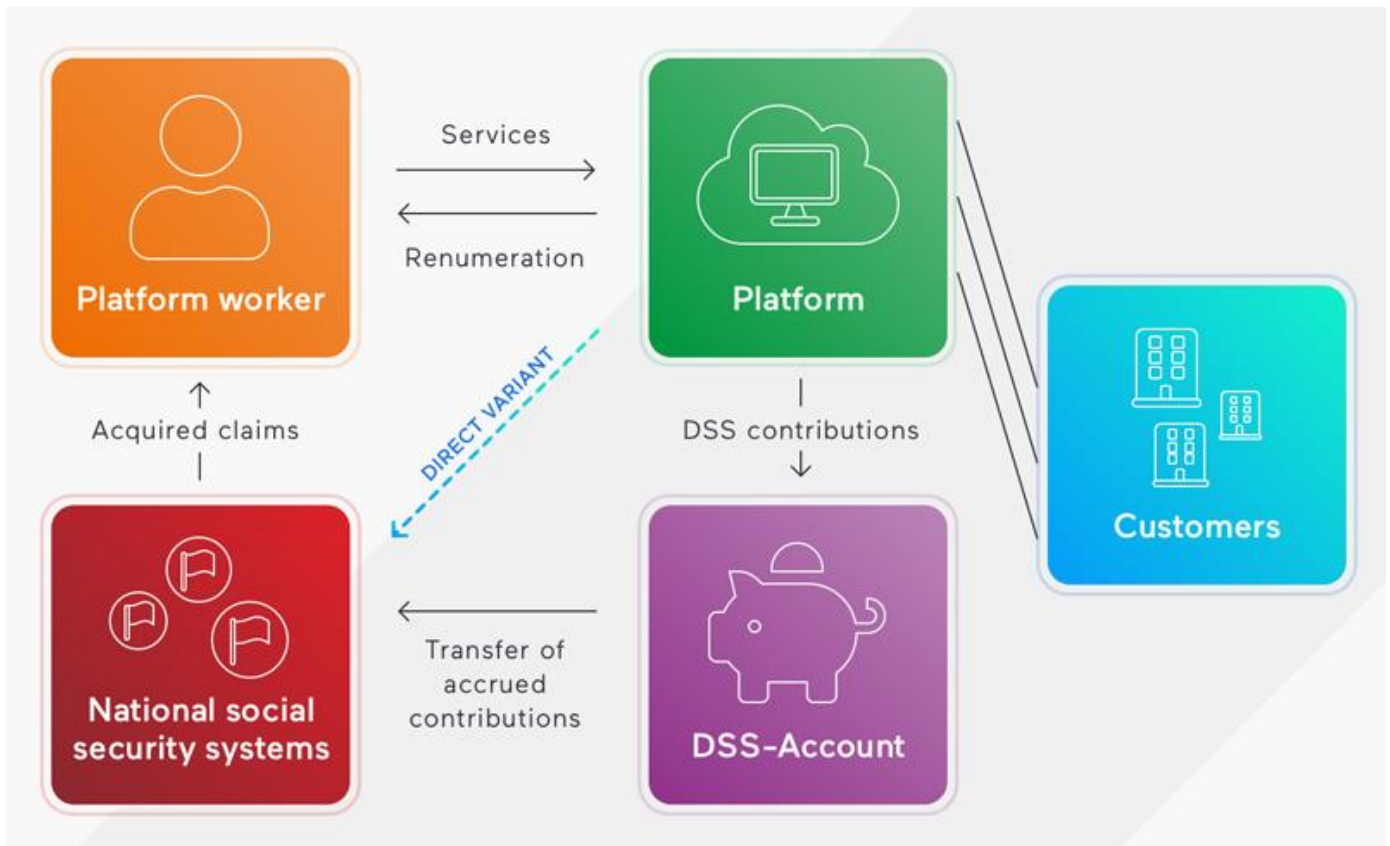 Services
Renumeration
Platform worker
Platform
DIRECT VARIANT
Acquired claims
DSS contributions
Customers
Transfer of
accrued
contributions
National social
security systems
DSS-Account